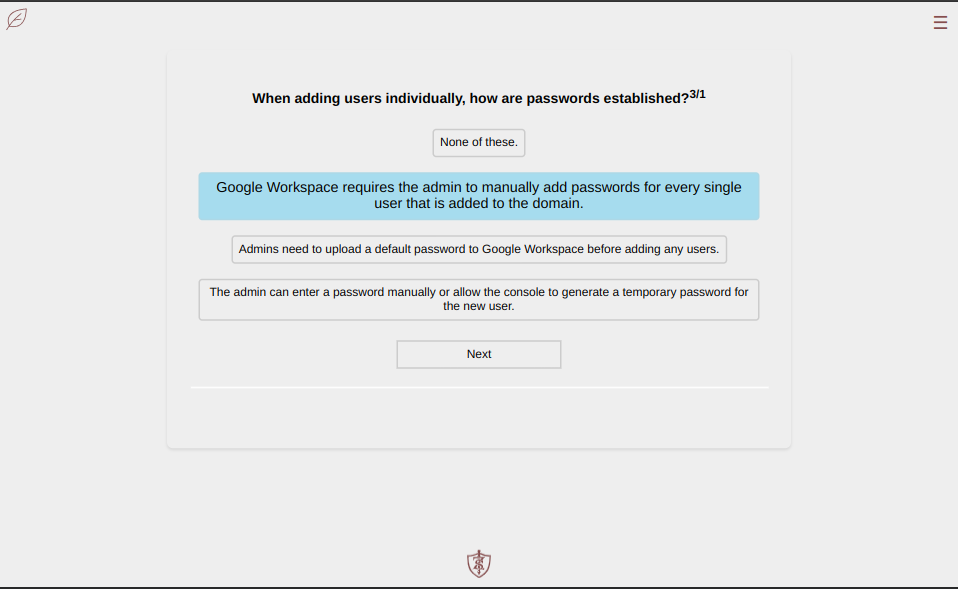 When adding users individually, how are passwords established?3/1
None of these.
Google Workspace requires the admin to manually add passwords for every single
user that is added to the domain.
Admins need to upload a default password to Google Workspace before adding any users.
The admin can enter a password manually or allow the console to generate a temporary password for
the new user.
Next